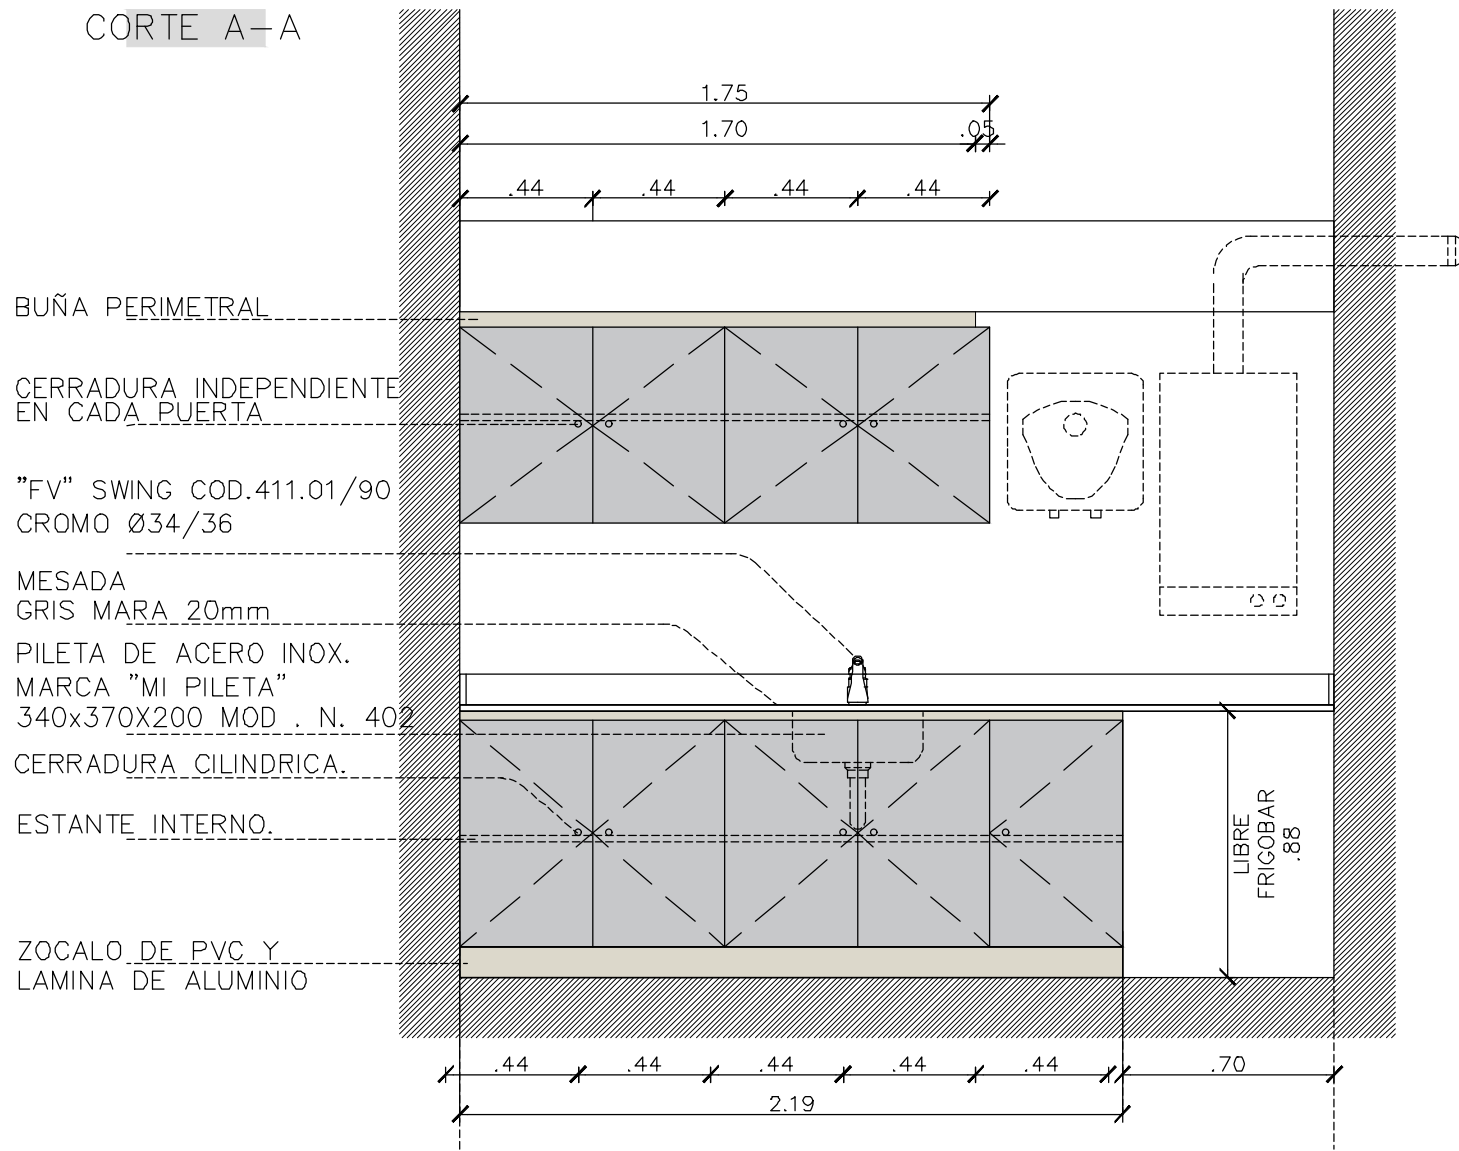 CORTE A-A
1.75
1.70 .05
.44 .44 .44 .44
BUÑA PERIMETRAL
CERRADURA INDEPENDIENTE
EN CADA PUERTA
"FV" SWING COD.411.01/90
CROMO Ø34/36
MESADA
GRIS MARA 20mm
PILETA DE ACERO INOX.
MARCA "MI PILETA"
340x370X200 MOD . N. 402
CERRADURA CILINDRICA.
ESTANTE INTERNO.
ZOCALO DE PVC Y
LAMINA DE ALUMINIO
LIBRE
FRIGOBAR
.88
.44 .44 .44 .44 .44 .70
2.19